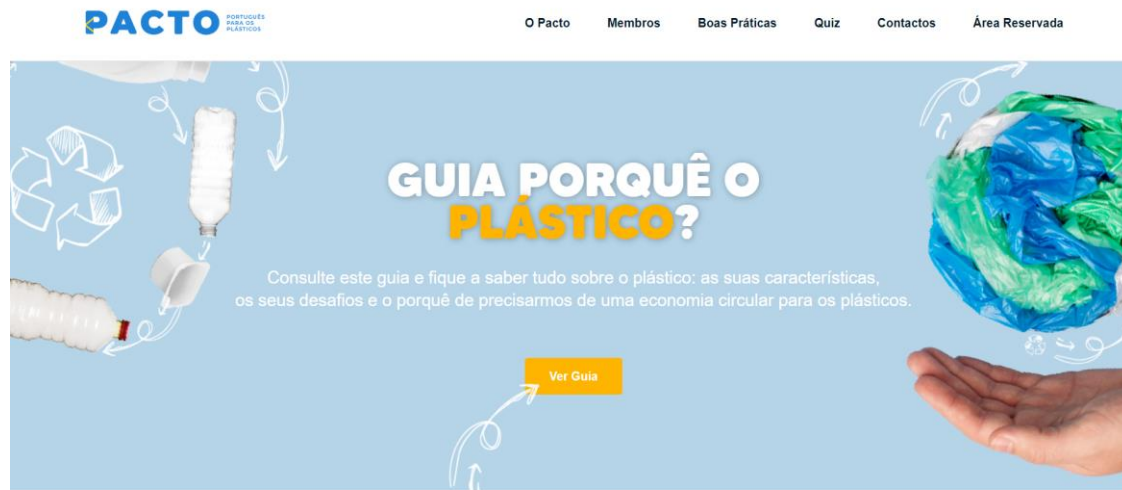 PACTO
PORTUGUÊS
PARA OS
PLÁSTICOS
O Pacto Membros Boas Práticas Quiz Contactos Área Reservada
GUIA PORQUÊ O
PLÁSTICO?
Consulte este guia e fique a saber tudo sobre o plástico: as suas características,
os seus desafios e o porquê de precisarmos de uma economia circular para os plásticos.
Ver Guia